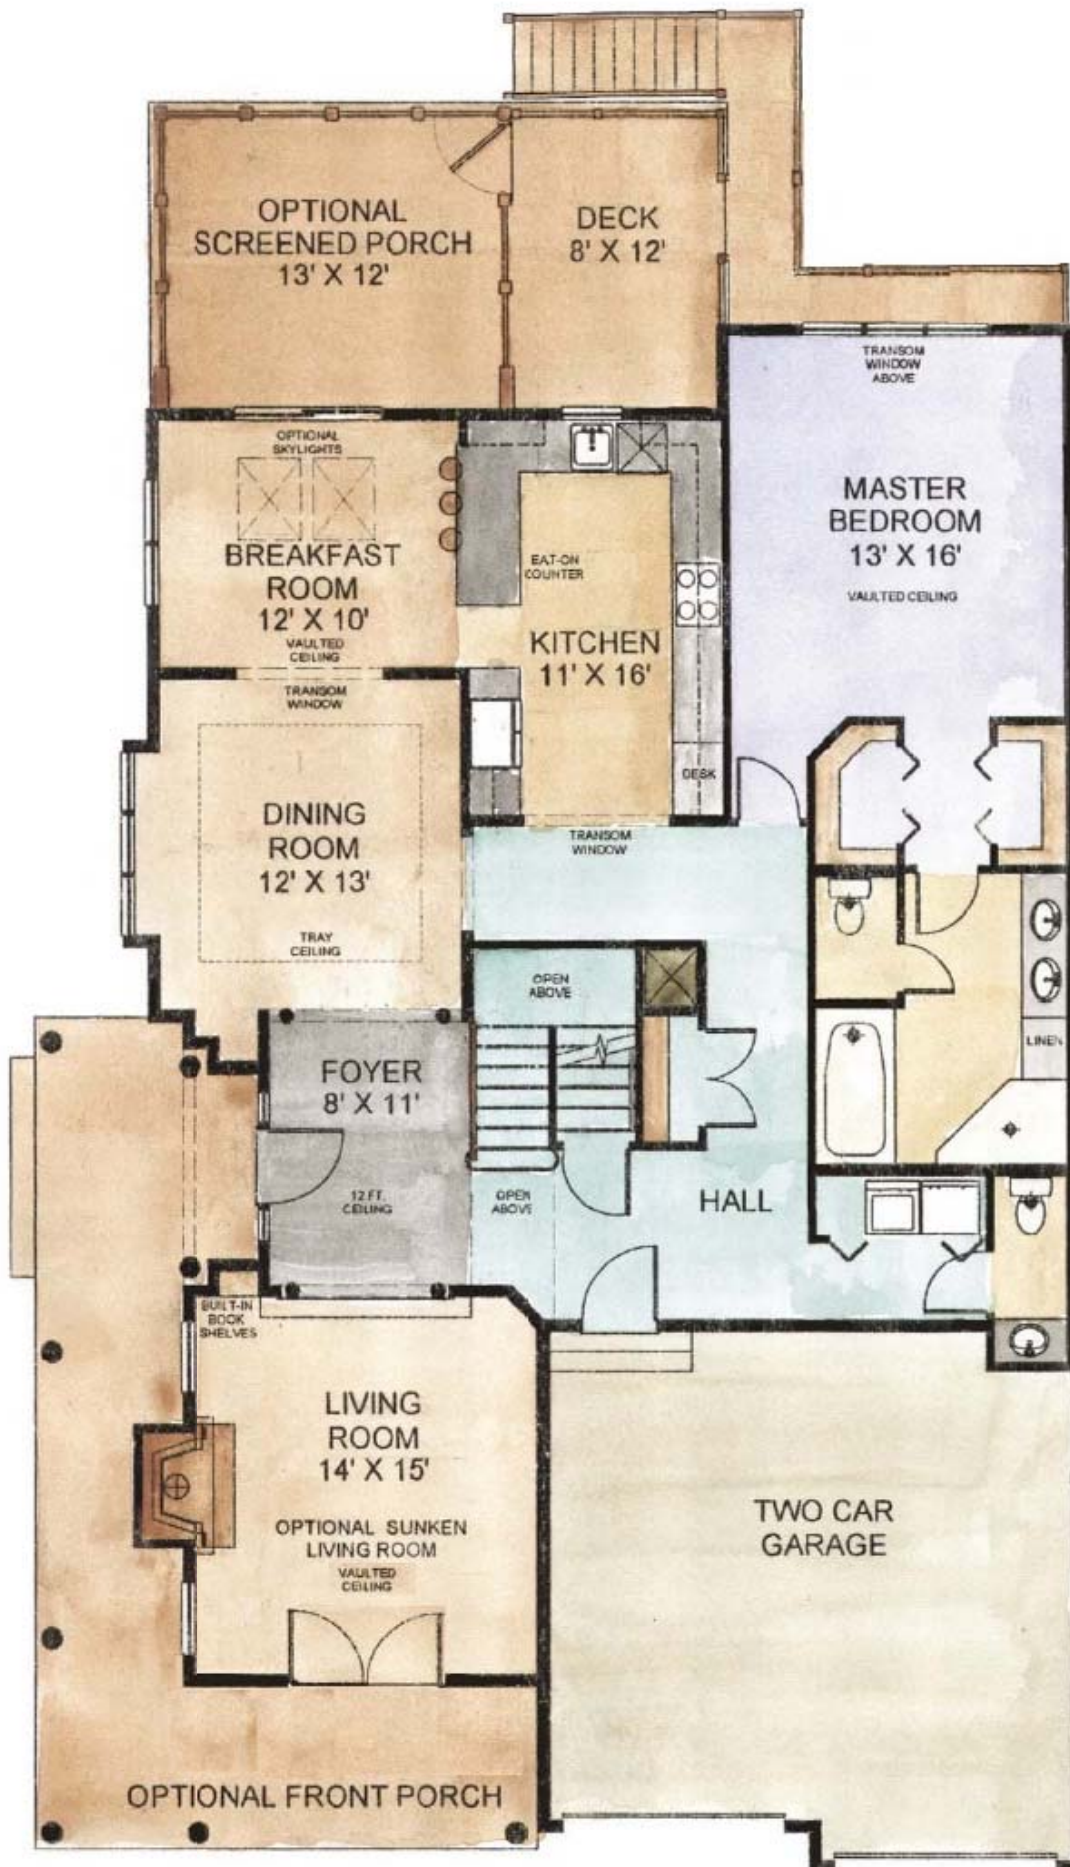 OPTIONAL
SCREENED PORCH
13' X 12'
DECK
8' X 12'
TRANSOM
WINDOW
ABOVE
MASTER
BEDROOM
13' X 16'
VAULTED CEILING
OPTIONAL
SKYLIGHTS
BREAKFAST
ROOM
12' X 10'
VAULTED
CEILING
EAT-ON
COUNTER
KITCHEN
11' X 16'
DESK
TRANSOM
WINDOW
TRANSOM
WINDOW
DINING
ROOM
12' X 13'
TRAY
CEILING
OPEN
ABOVE
LINEN
FOYER
8' X 11'
12 FT.
CEILING
OPEN
ABOVE
HALL
BUILT-IN
BOOK
SHELVES
LIVING
ROOM
14' X 15'
OPTIONAL SUNKEN
LIVING ROOM
VAULTED
CEILING
TWO CAR
GARAGE
OPTIONAL FRONT PORCH